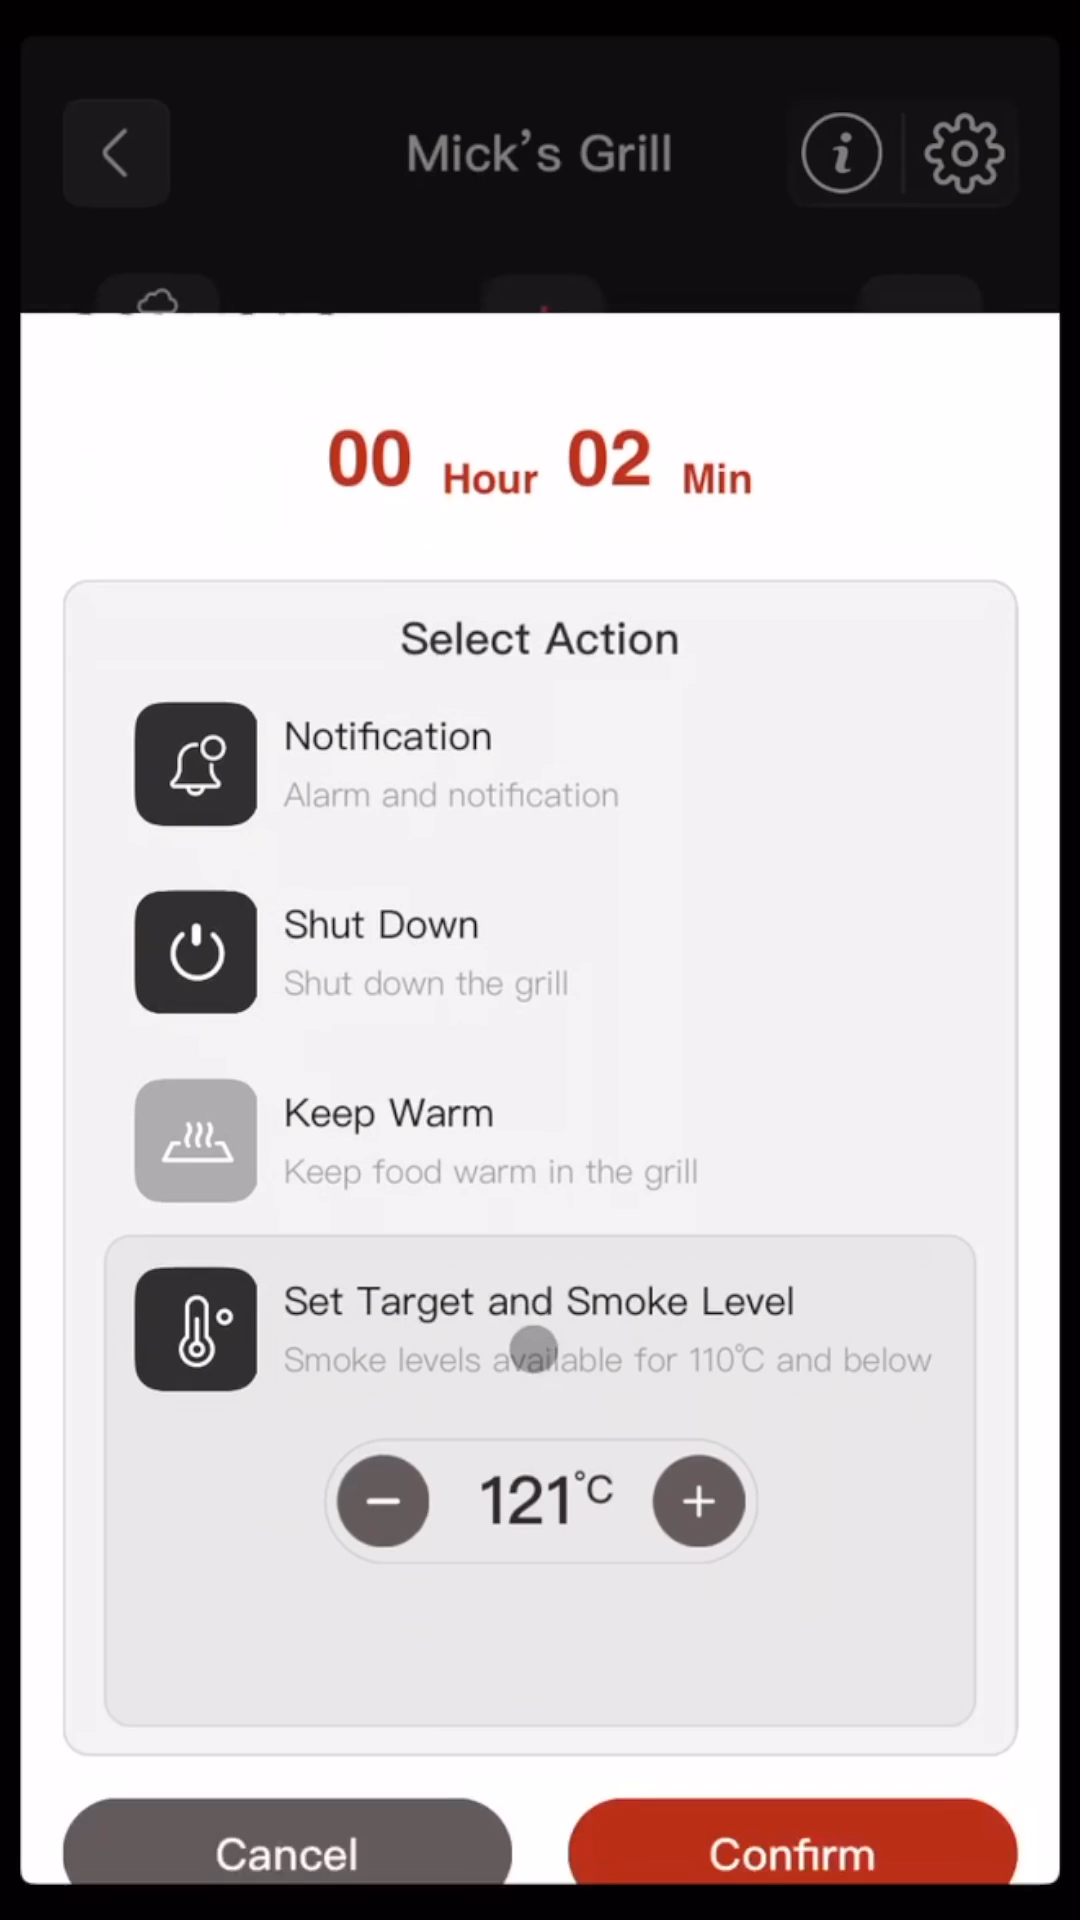 Mick's Grill
00 Hour 02 Min
Select Action
Notification
Alarm and notification
Shut Down
Shut down the grill
Keep Warm
Keep food warm in the grill
Set Target and Smoke Level
Smoke levels available for 110°C and below
121°C
Cancel
Confirm